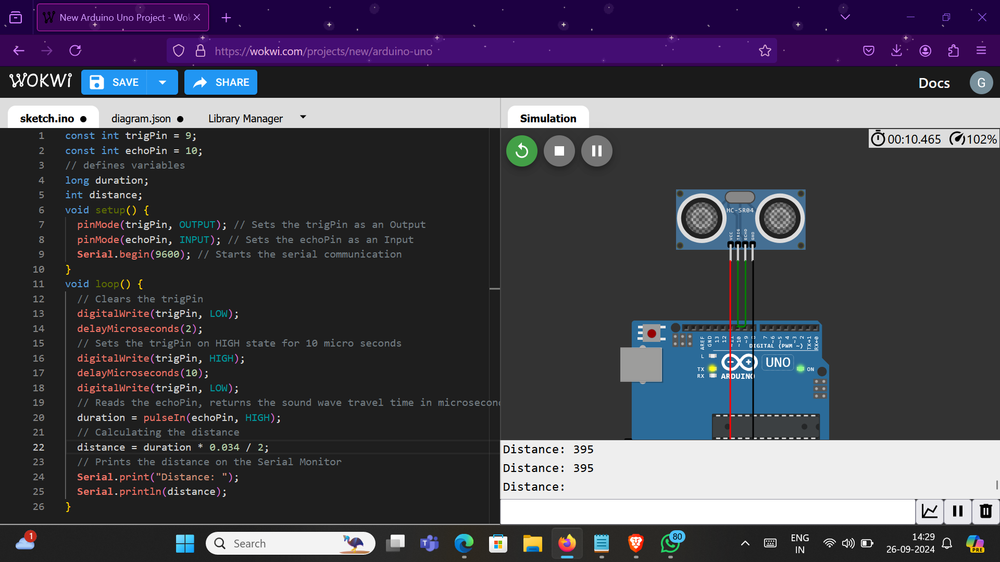 New Arduino Uno Project - Wok
https://wokwi.com/projects/new/arduino-uno
WOKWi
SAVE
SHARE
Docs
G
sketch.ino ●
diagram.json ●
Library Manager
Simulation
1 const int trigPin = 9;
2 const int echoPin = 10;
3 // defines variables
4 long duration;
5 int distance;
6 void setup() {
7 pinMode(trigPin, OUTPUT); // Sets the trigPin as an Output
8 pinMode(echoPin, INPUT); // Sets the echoPin as an Input
9 Serial.begin(9600); // Starts the serial communication
10 }
11 void loop() {
12 // Clears the trigPin
13 digitalWrite(trigPin, LOW);
14 delayMicroseconds(2);
15 // Sets the trigPin on HIGH state for 10 micro seconds
16 digitalWrite(trigPin, HIGH);
17 delayMicroseconds(10);
18 digitalWrite(trigPin, LOW);
19 // Reads the echoPin, returns the sound wave travel time in microsecon
20 duration = pulseIn(echoPin, HIGH);
21 // Calculating the distance
22 distance = duration * 0.034 / 2;
23 // Prints the distance on the Serial Monitor
24 Serial.print("Distance: ");
25 Serial.println(distance);
26 }
00:10.465 102%
HC-SR04
VCC
TRIG
ECHO
GND
AREF
GND
13
12
~11
~10
~9
8
7
~6
~5
4
~3
2
TX→1
RX←0
DIGITAL (PWM ~)
L
TX
RX
ARDUINO
UNO
ON
Distance: 395
Distance: 395
Distance:
1
Search
80
PRE
ENG
IN
14:29
26-09-2024